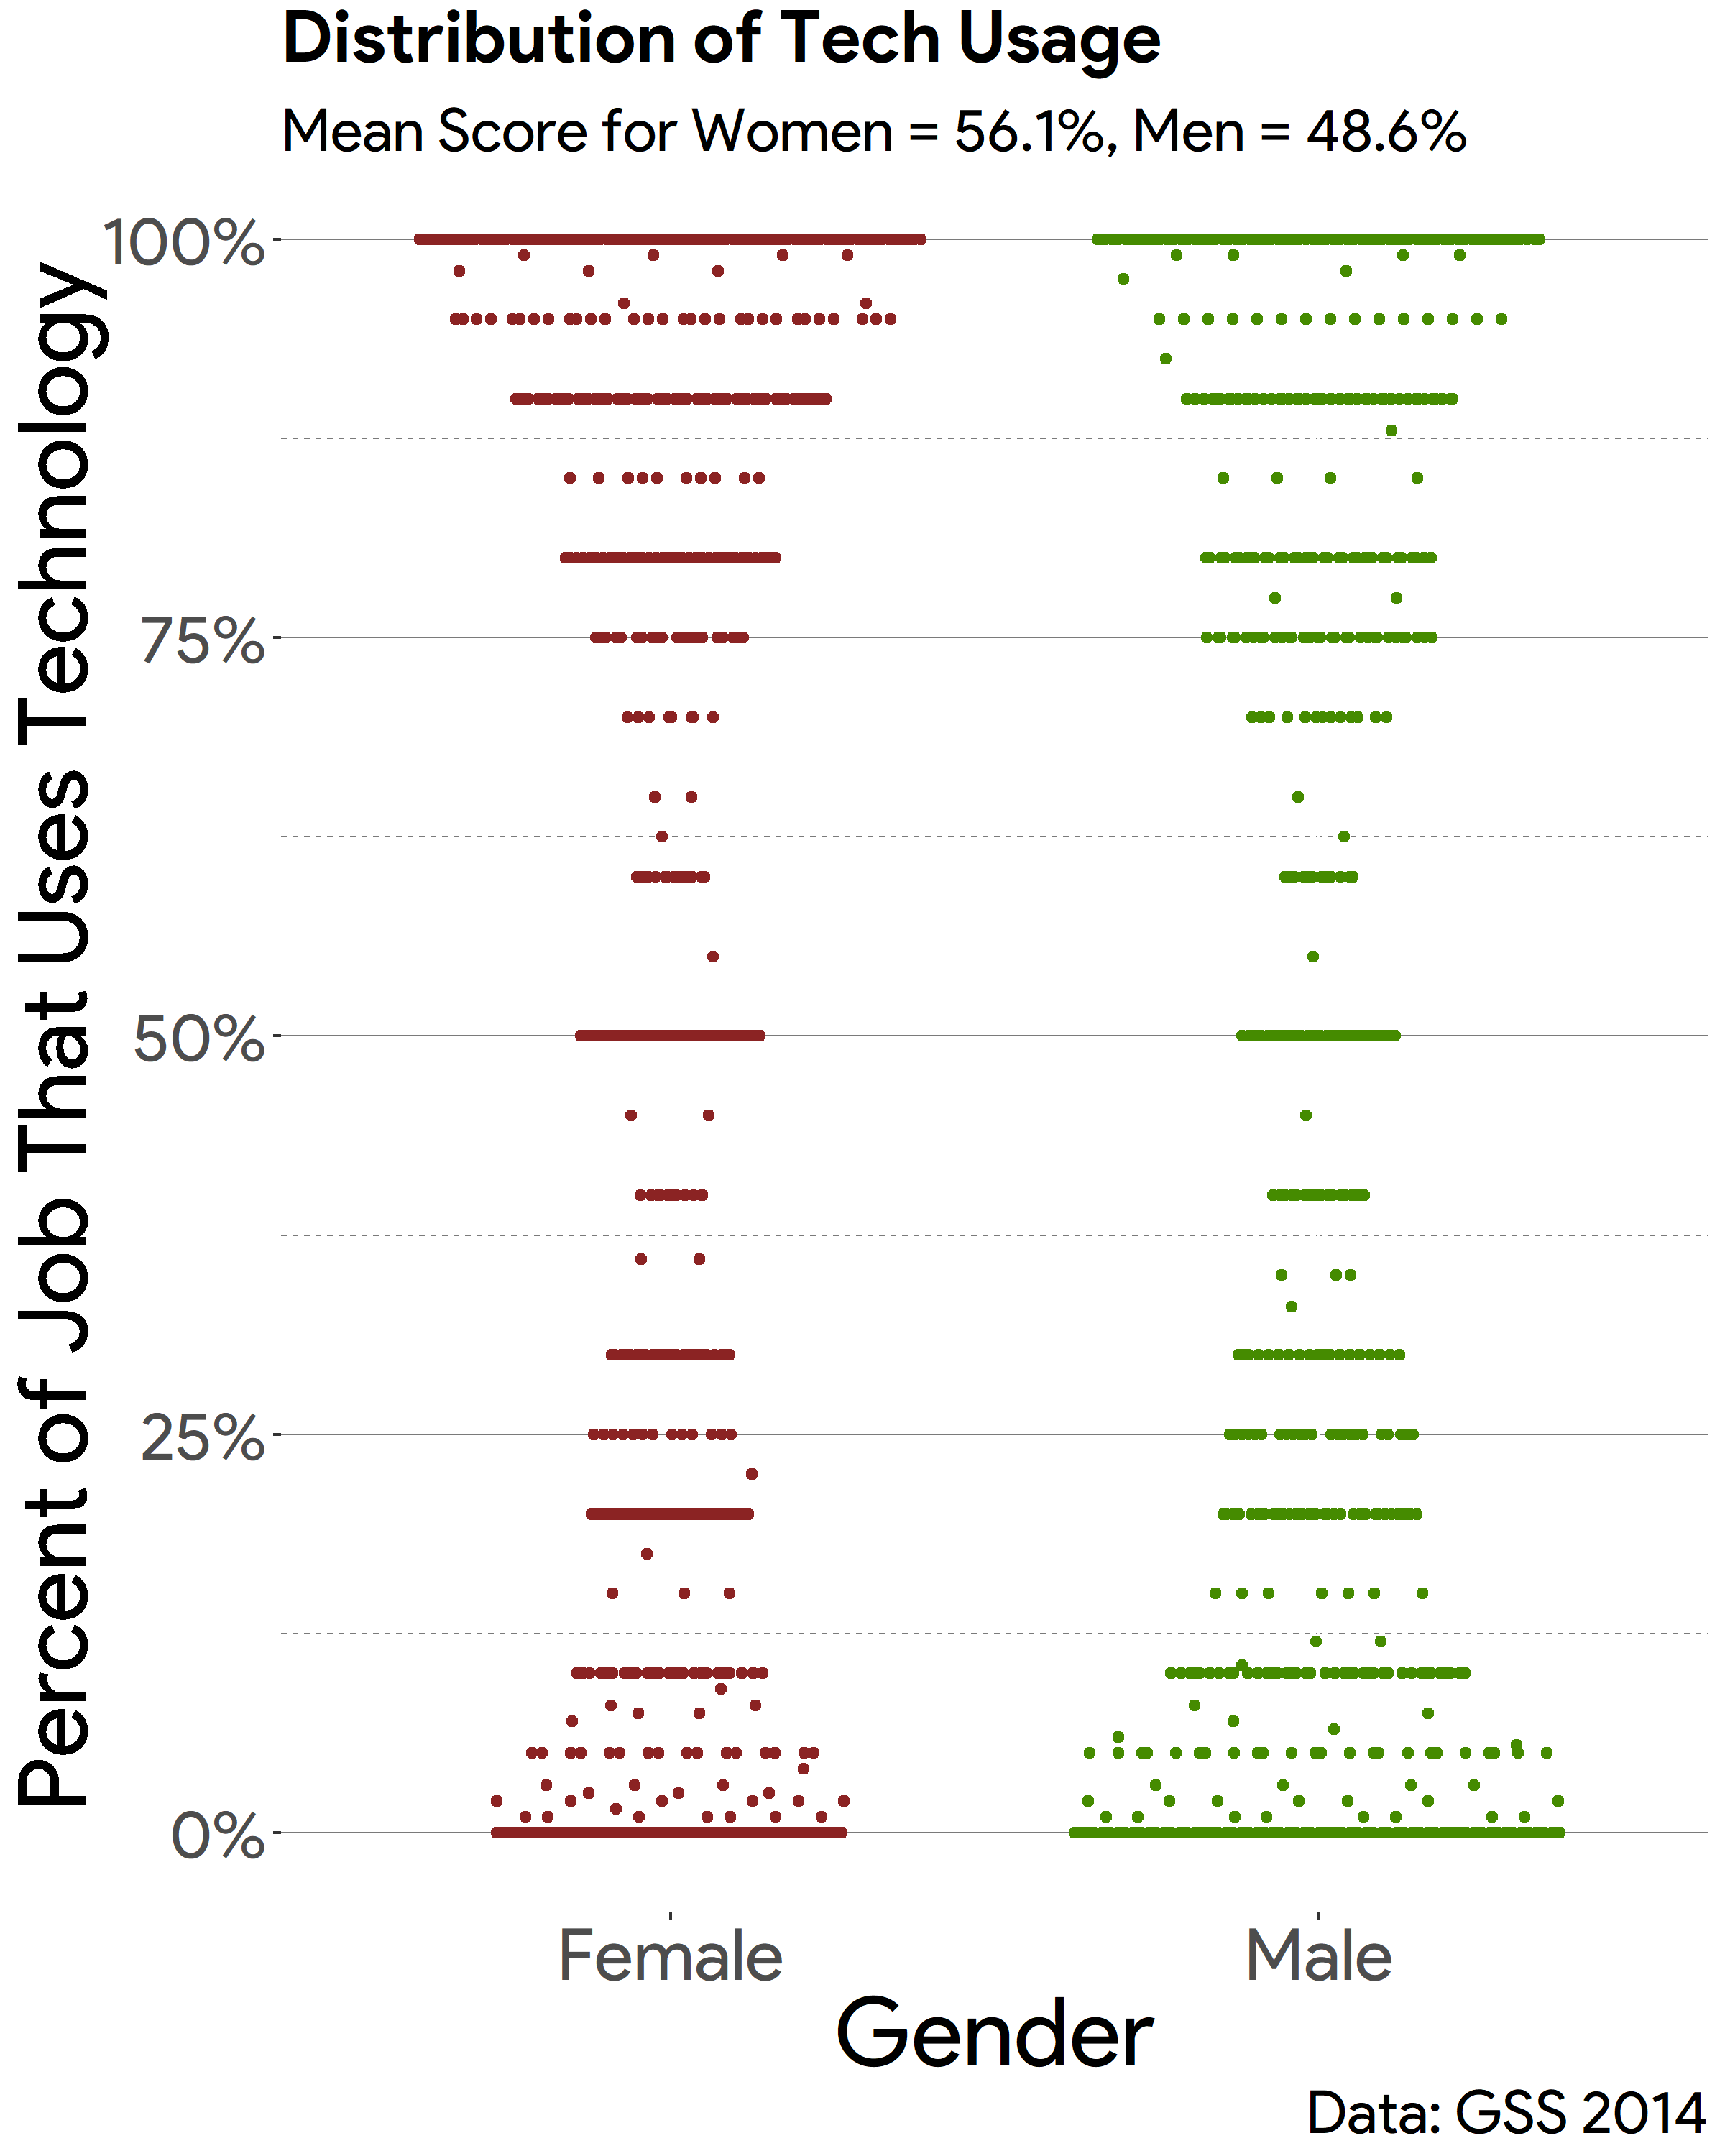 Distribution of Tech Usage
Mean Score for Women = 56.1%, Men = 48.6%
Percent of Job That Uses Technology
100%
75%
50%
25%
0%
Female
Male
Gender
Data: GSS 2014